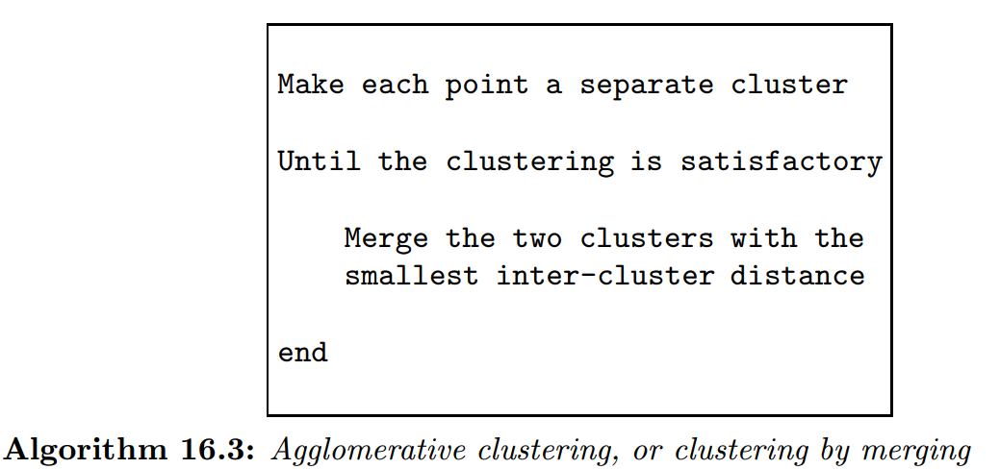 Make each point a separate cluster
Until the clustering is satisfactory
Merge the two clusters with the
smallest inter-cluster distance
end
Algorithm 16.3: Agglomerative clustering, or clustering by merging